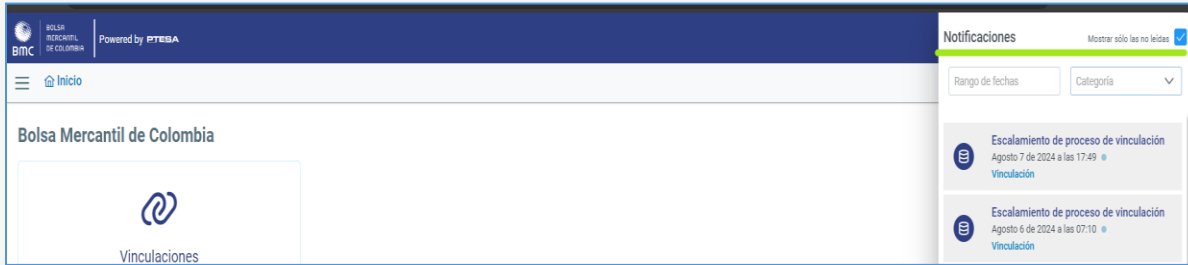 BMC
BOLSA
MERCANTIL
DE COLOMBIA
Powered by PTESA
Inicio
Bolsa Mercantil de Colombia
Vinculaciones
Notificaciones
Mostrar sólo las no leídas
Rango de fechas
Categoría
Escalamiento de proceso de vinculación
Agosto 7 de 2024 a las 17:49
Vinculación
Escalamiento de proceso de vinculación
Agosto 6 de 2024 a las 07:10
Vinculación